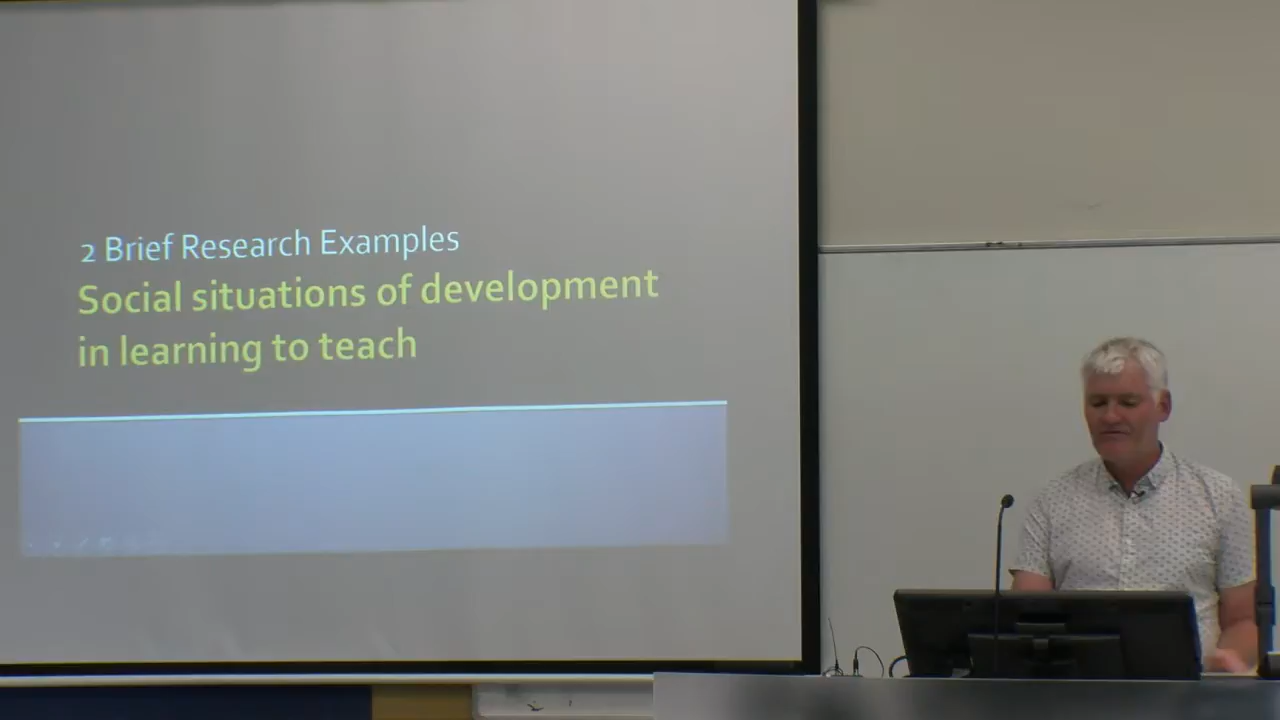 2 Brief Research Examples
Social situations of development
in learning to teach